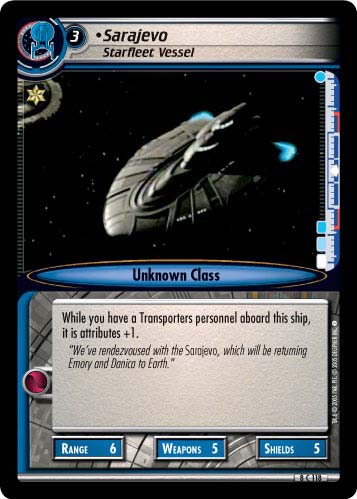 3
•Sarajevo
Starfleet Vessel
Unknown Class
While you have a Transporters personnel aboard this ship,
it is attributes +1.
"We've rendezvoused with the Sarajevo, which will be returning
Emory and Danica to Earth."
RANGE 6 WEAPONS 5 SHIELDS 5
8 C 118